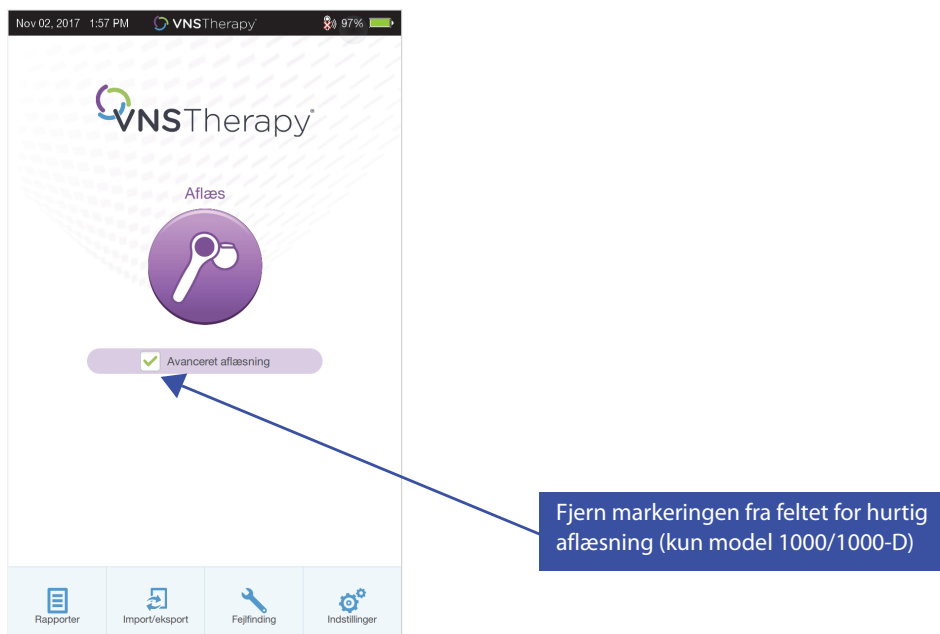 Nov 02, 2017 1:57 PM VNSTherapy 97%
VNSTherapy
Aflæs
Avanceret aflæsning
Fjern markeringen fra feltet for hurtig
aflæsning (kun model 1000/1000-D)
Rapporter Import/eksport Fejlfinding Indstillinger